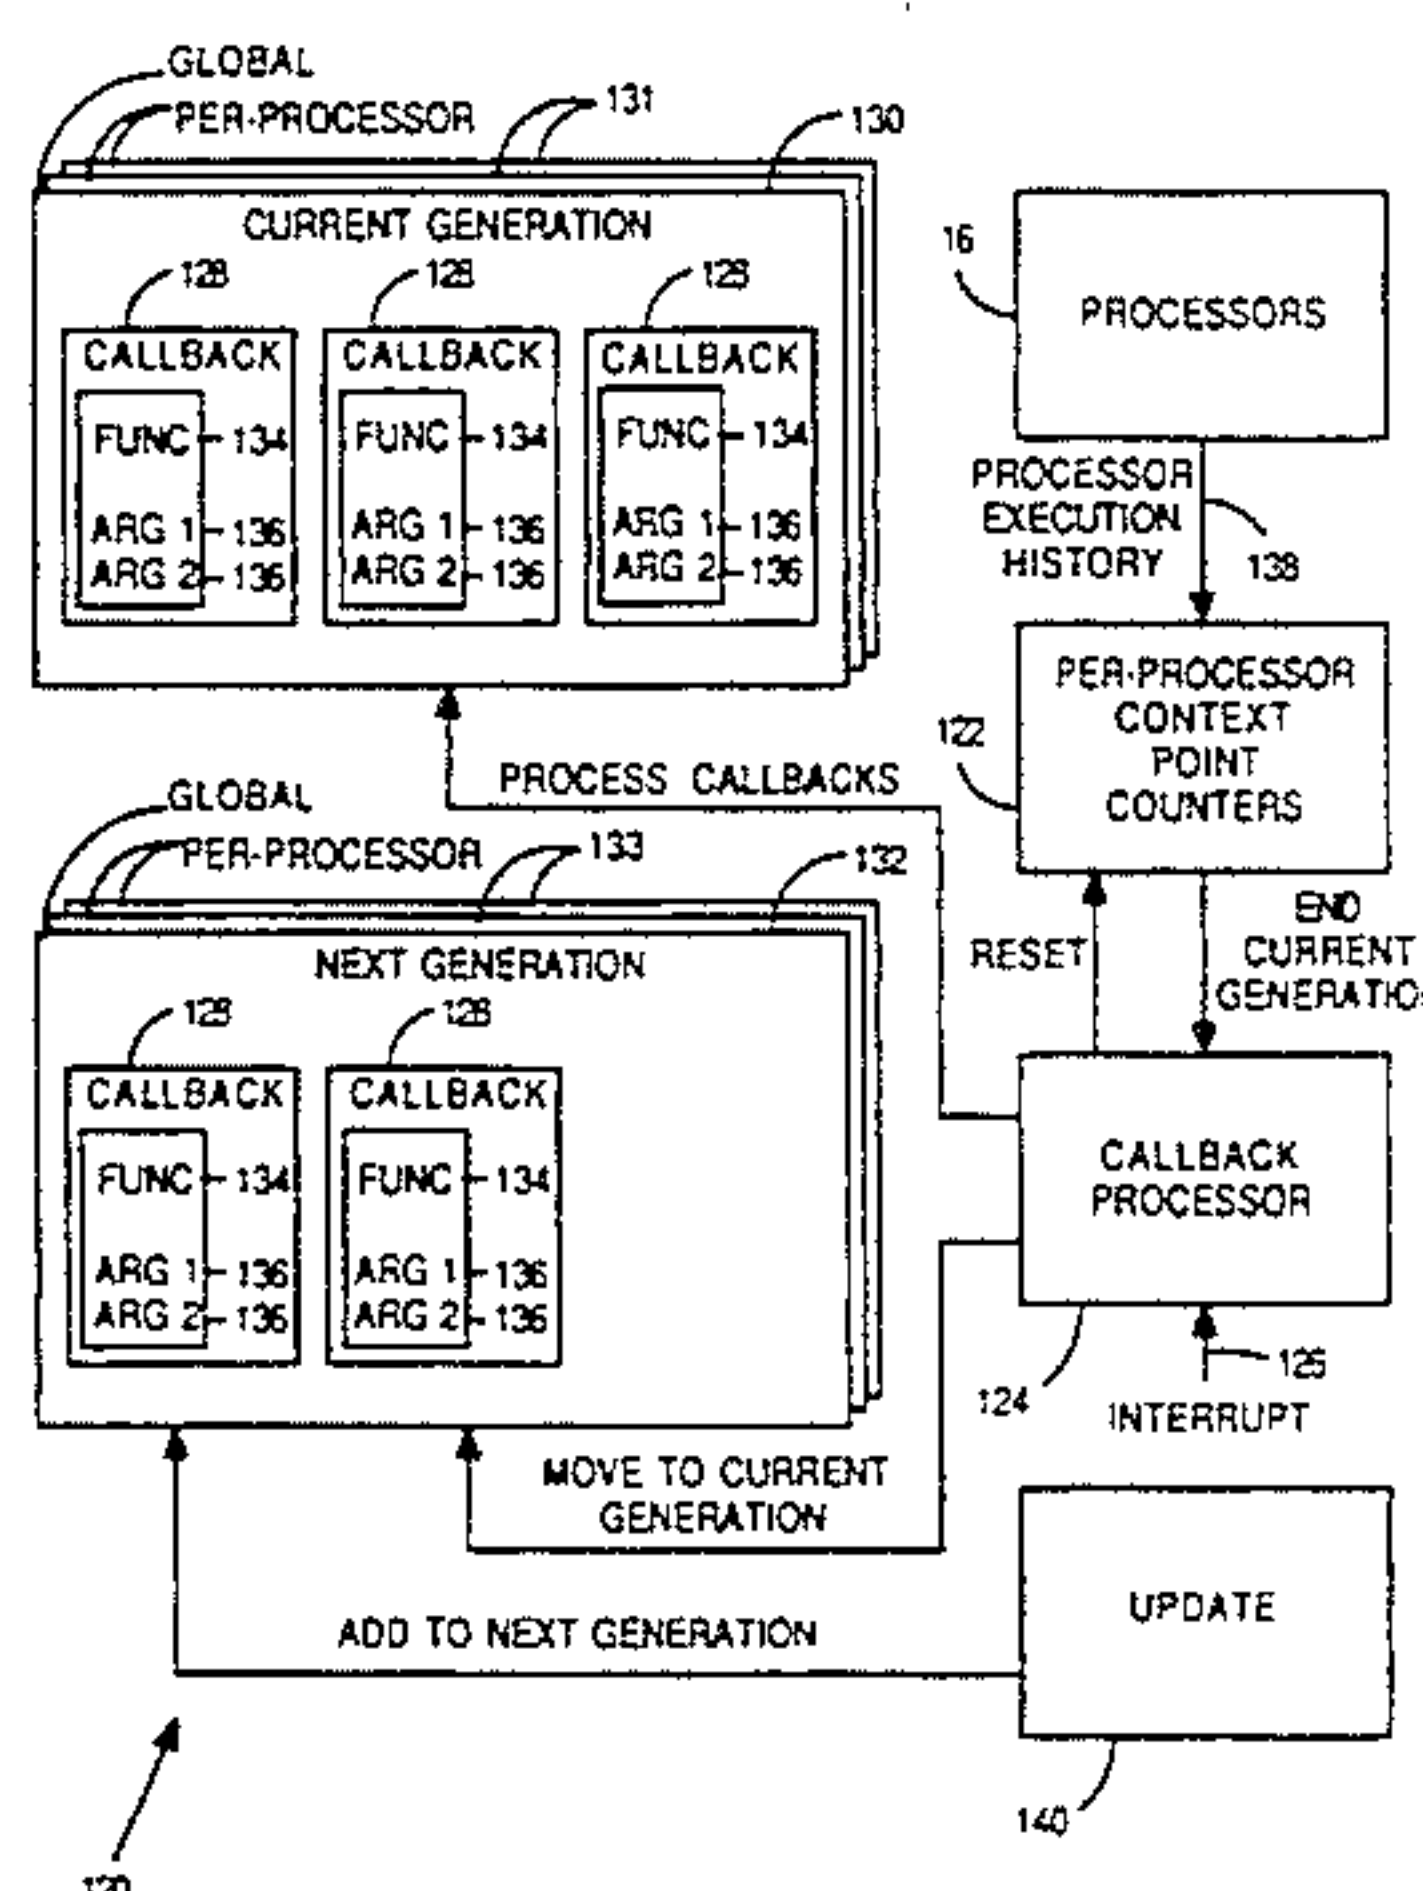 GLOBAL
PER-PROCESSOR
131
130
CURRENT GENERATION
128 128 128
CALLBACK CALLBACK CALLBACK
FUNC 134 FUNC 134 FUNC 134
ARG 1 136 ARG 1 136 ARG 1 136
ARG 2 136 ARG 2 136 ARG 2 136
16
PROCESSORS
PROCESSOR
EXECUTION
HISTORY
138
122
PER-PROCESSOR
CONTEXT
POINT
COUNTERS
PROCESS CALLBACKS
GLOBAL
PER-PROCESSOR
133
132
NEXT GENERATION
128 128
CALLBACK CALLBACK
FUNC 134 FUNC 134
ARG 1 136 ARG 1 136
ARG 2 136 ARG 2 136
RESET
END
CURRENT
GENERATIO
CALLBACK
PROCESSOR
124
126
INTERRUPT
MOVE TO CURRENT
GENERATION
UPDATE
ADD TO NEXT GENERATION
140